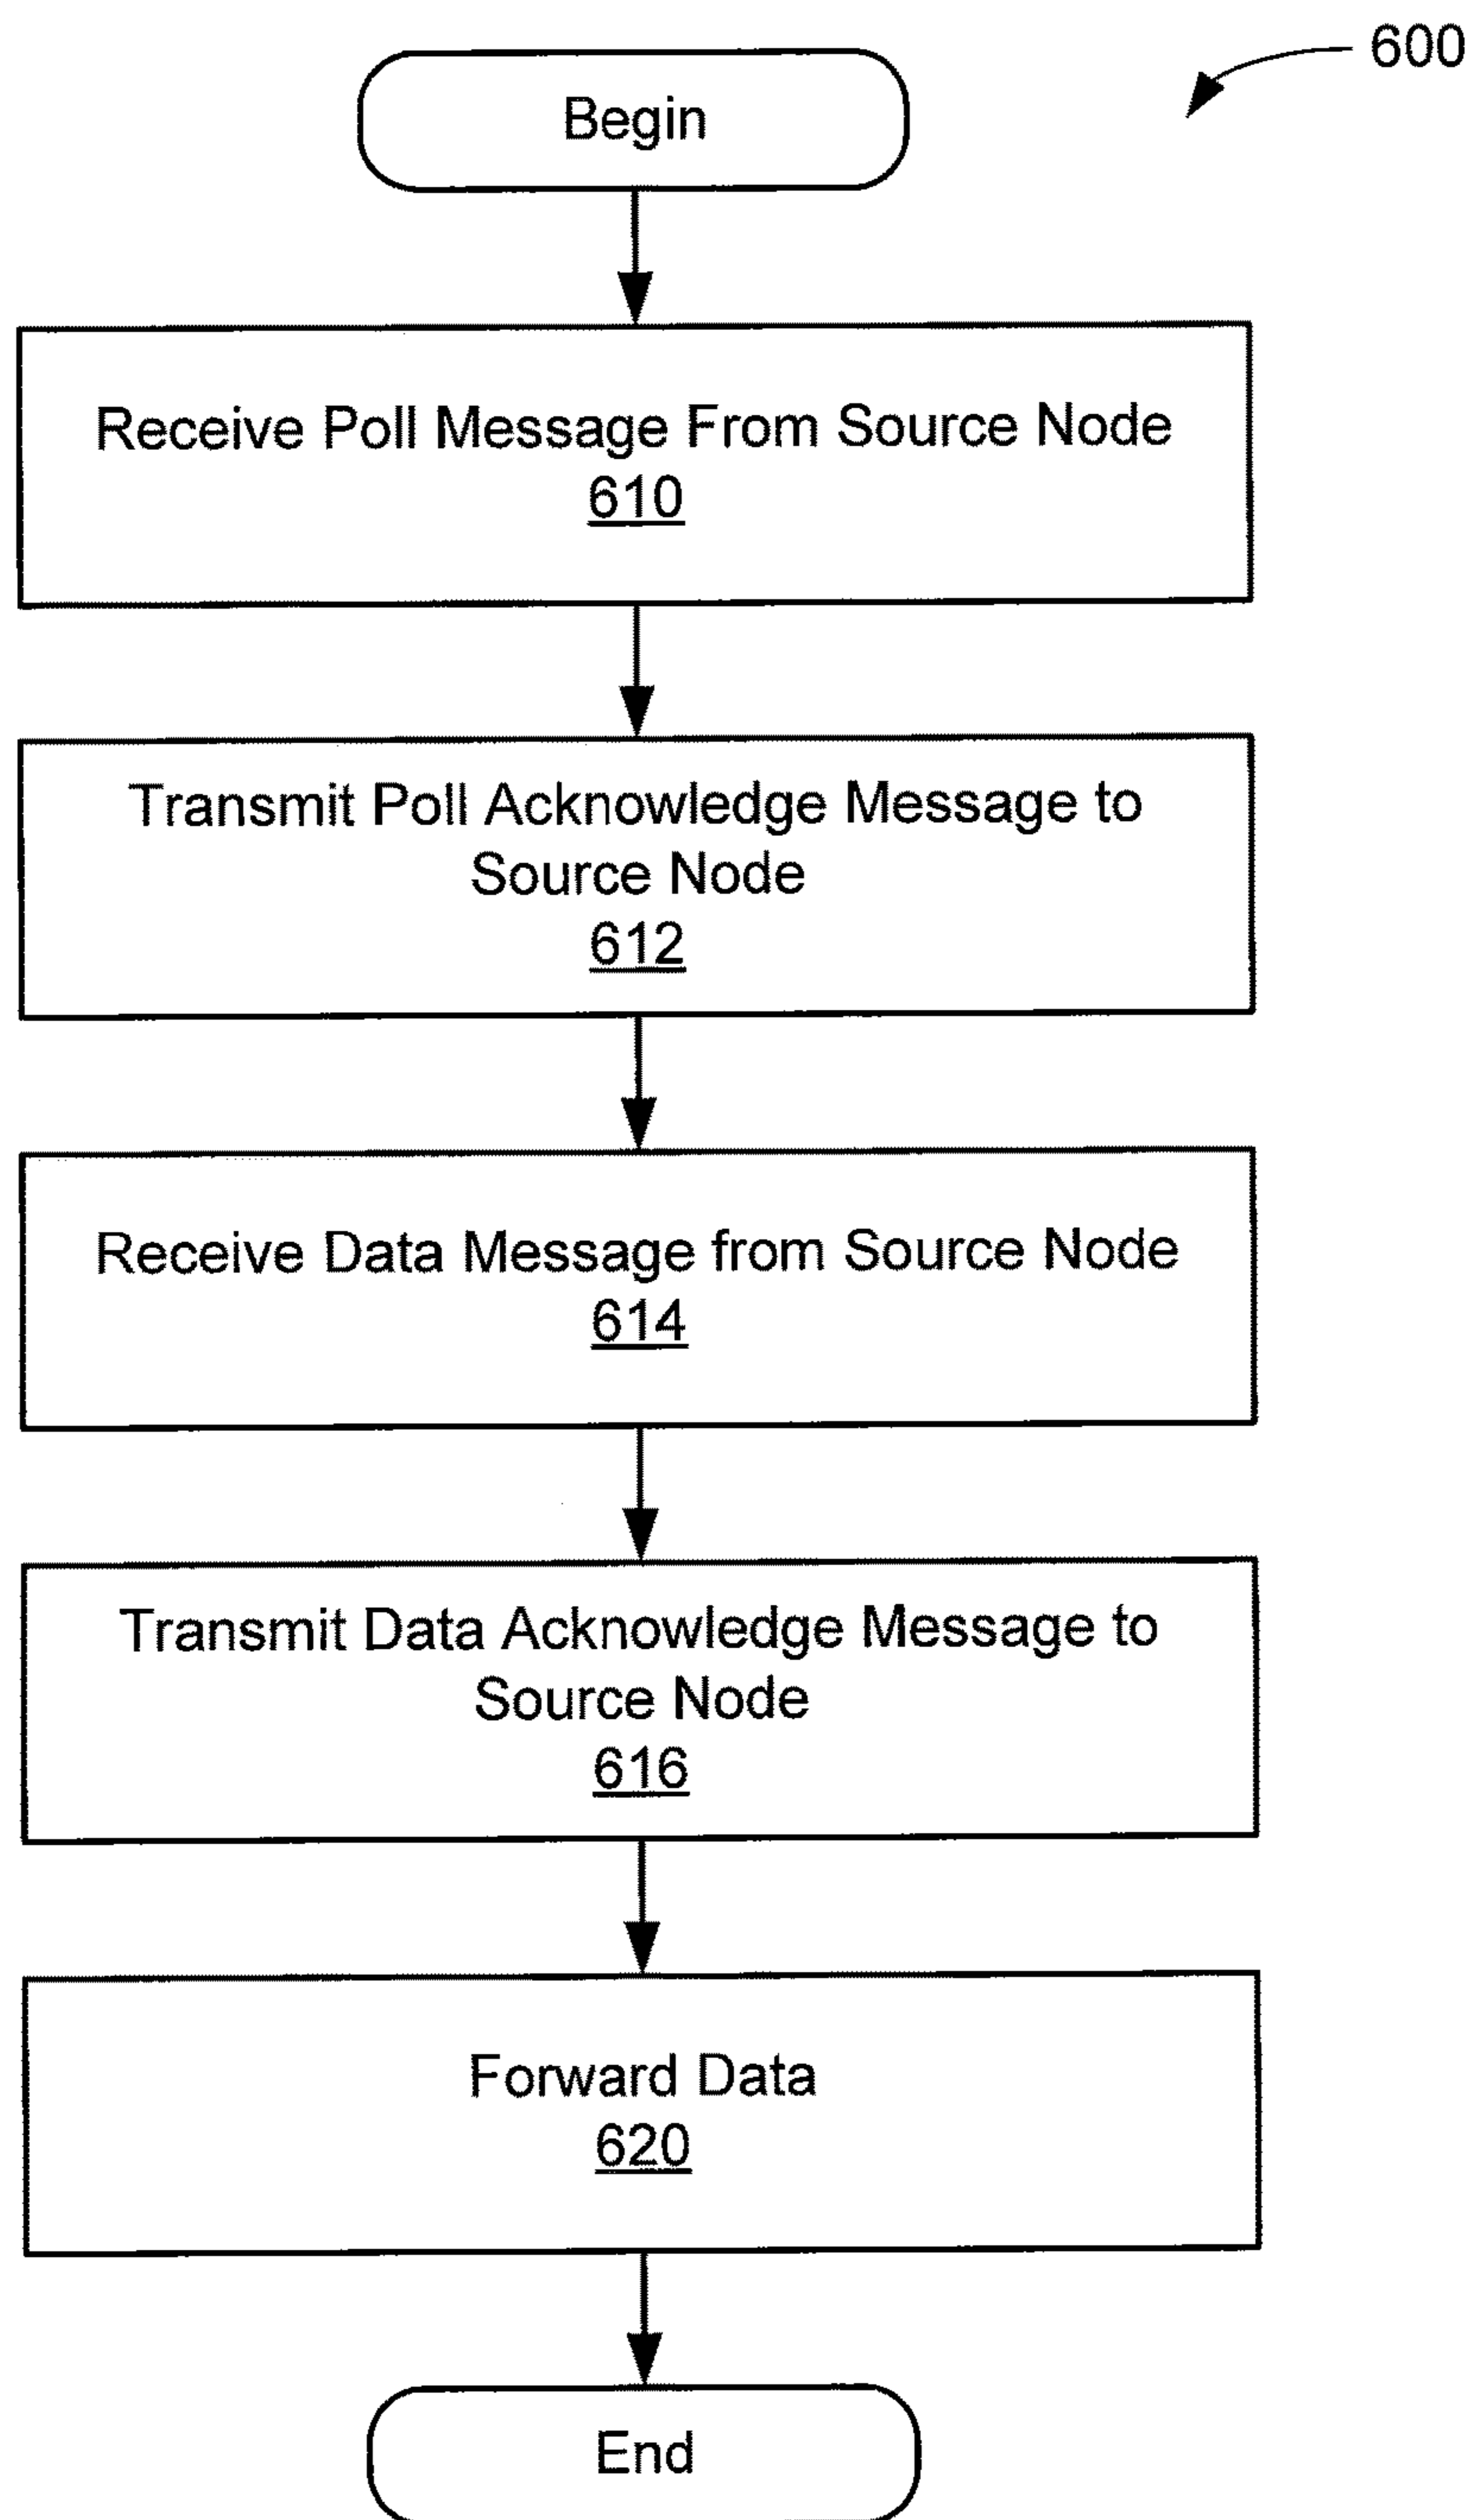 600
Begin
Receive Poll Message From Source Node
610
Transmit Poll Acknowledge Message to
Source Node
612
Receive Data Message from Source Node
614
Transmit Data Acknowledge Message to
Source Node
616
Forward Data
620
End